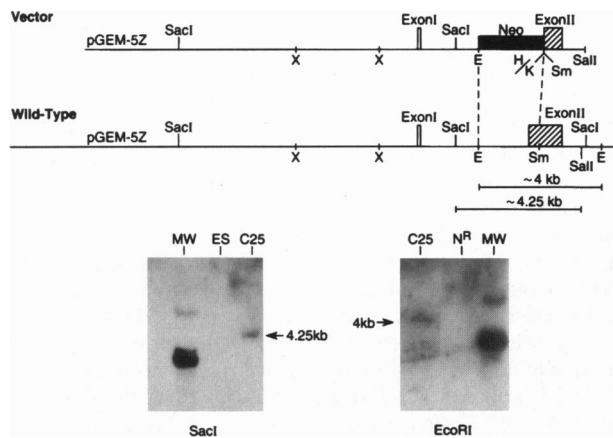 Vector
pGEM-5Z
SacI
ExonI
SacI
Neo
ExonII
X
X
E
H/K
Sm
SalI
Wild-Type
pGEM-5Z
SacI
ExonI
SacI
ExonII
SacI
X
X
E
Sm
SalI
E
~4 kb
~4.25 kb
MW ES C25
4.25kb
SacI
C25 Nᴿ MW
4kb
EcoRI